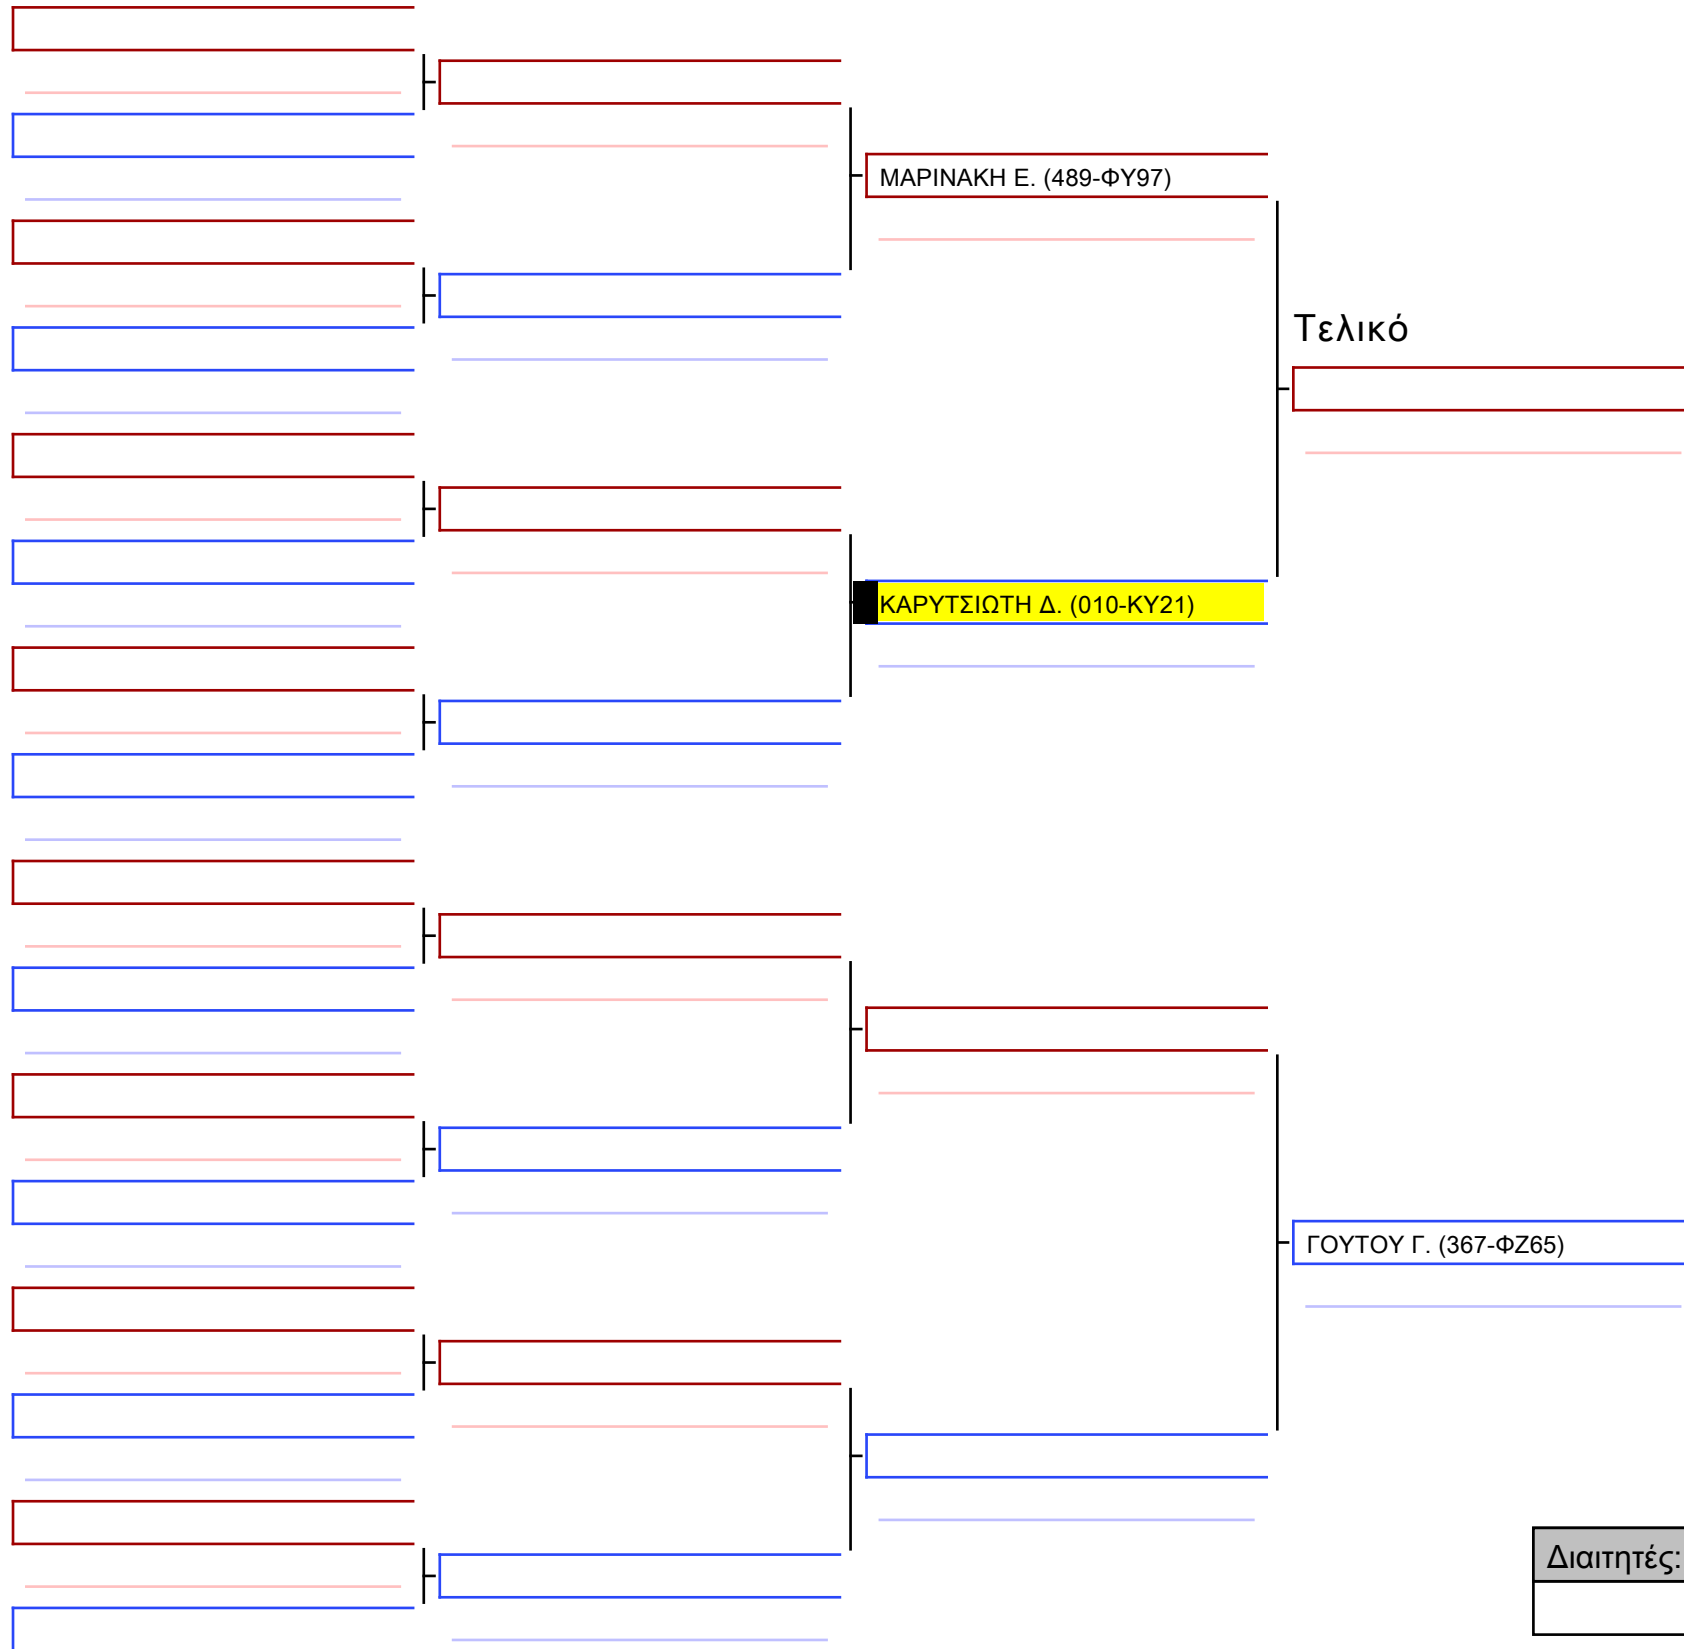 ΜΑΡΙΝΑΚΗ Ε. (489-ΦΥ97)
Τελικό
ΚΑΡΥΤΣΙΩΤΗ Δ. (010-ΚΥ21)
ΓΟΥΤΟΥ Γ. (367-ΦΖ65)
Διαιτητές: